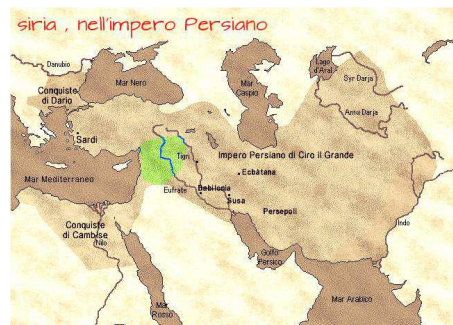 siria , nell'impero Persiano
Danubio
Mar Nero
Mar
Caspio
Lago
d'Aral
Syr Darja
Amu Darja
Conquiste
di Dario
Sardi
Tigri
Impero Persiano di Ciro il Grande
Ecbàtana
Mar Mediterraneo
Eufrate
Babilonia
Susa
Persepoli
Conquiste
di Cambise
Nilo
Indo
Golfo
Persico
Mar
Rosso
Mar Arabico